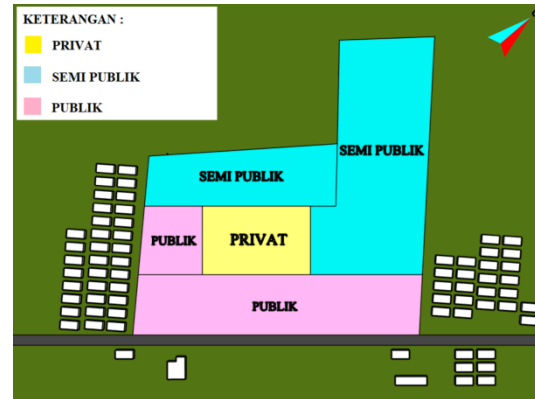 KETERANGAN :
PRIVAT
SEMI PUBLIK
PUBLIK
SEMI PUBLIK
SEMI PUBLIK
PUBLIK
PRIVAT
PUBLIK